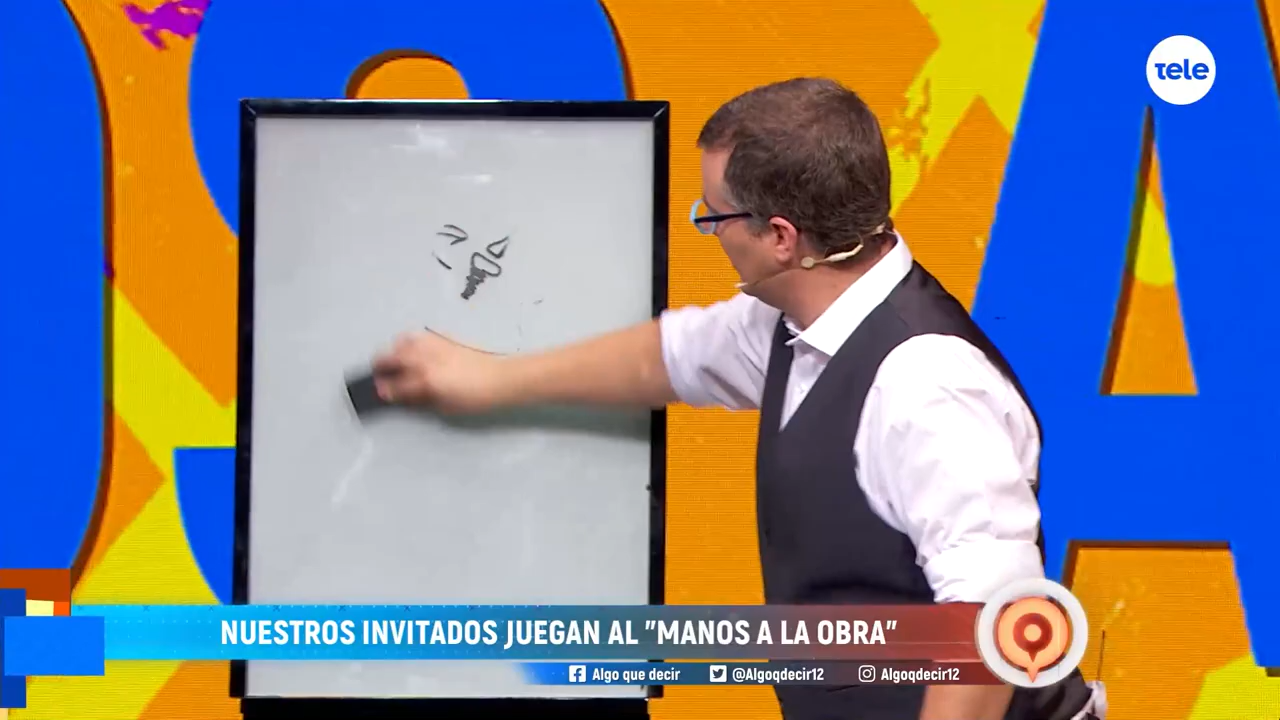 tele
NUESTROS INVITADOS JUEGAN AL "MANOS A LA OBRA"
Algo que decir @Algoqdecir12 Algoqdecir12